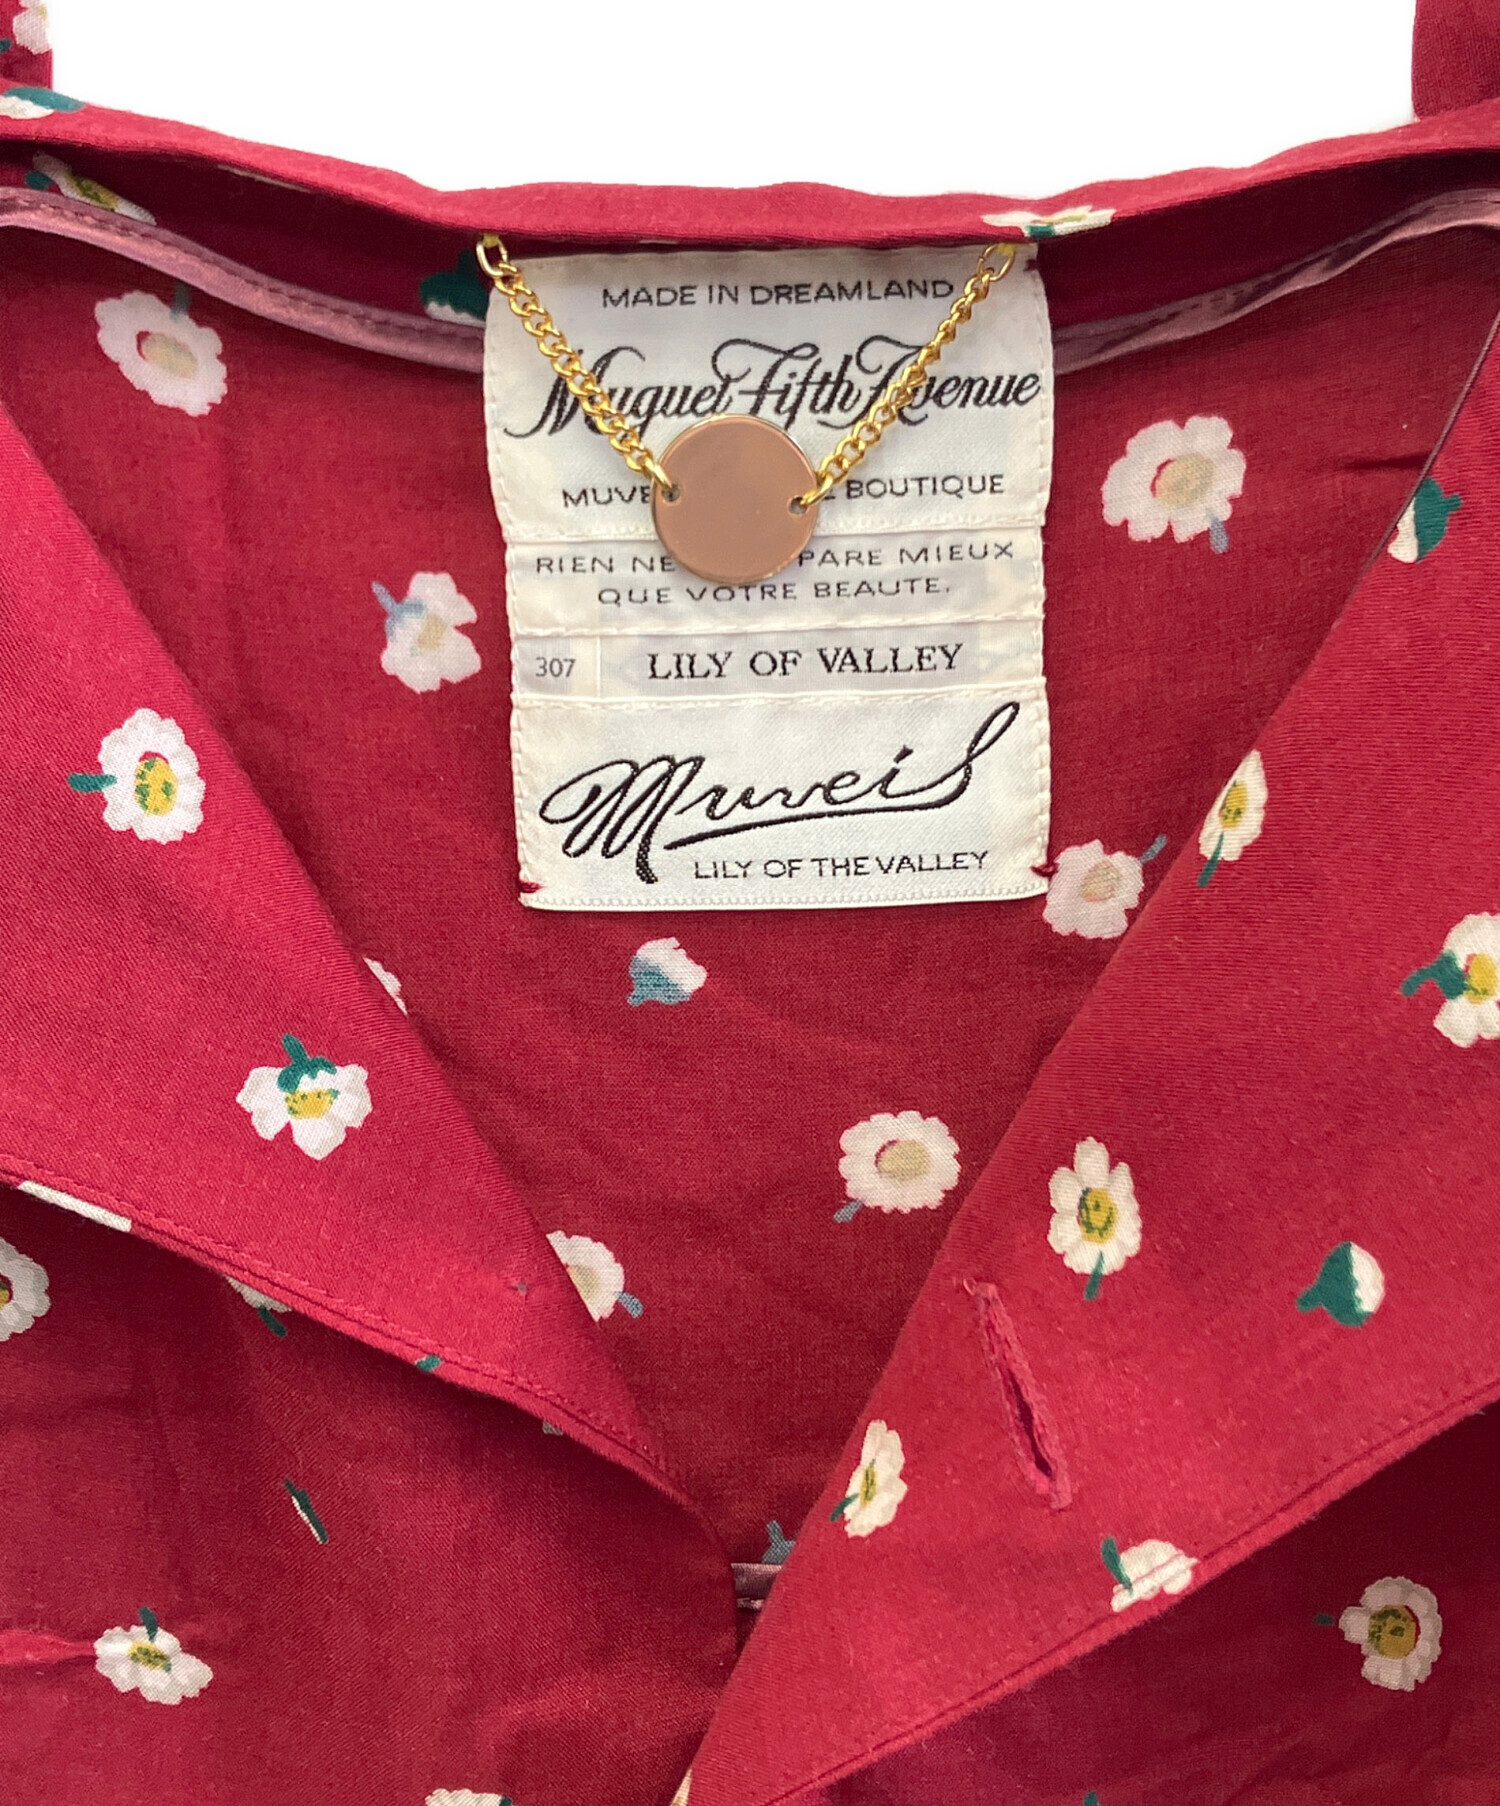 MADE IN DREAMLAND
Muguet Fifth Avenue
BOUTIQUE
RIEN NE PARE MIEUX
QUE VOTRE BEAUTE.
307 LILY OF VALLEY
Muveil
LILY OF THE VALLEY